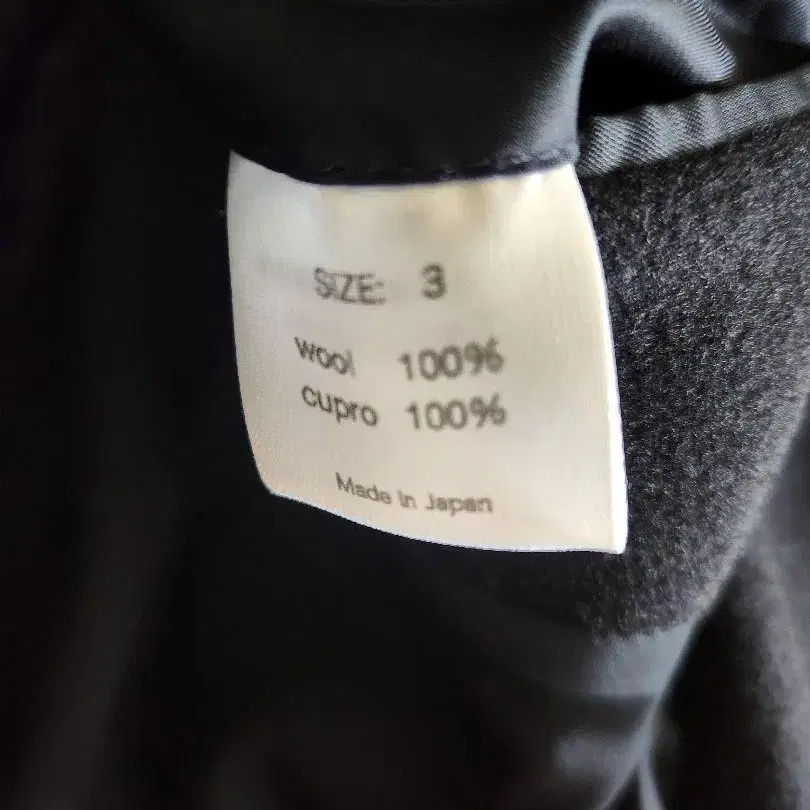 SIZE: 3
wool 100%
cupro 100%
Made in Japan